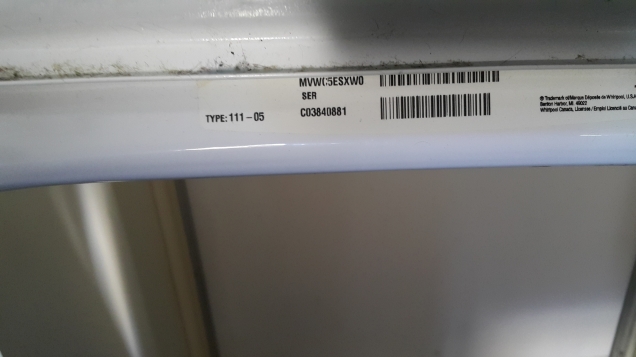 MVWC5ESXW0
SER
TYPE: 111-05
C03840881
® Trademark of/Marque Déposée de Whirlpool, U.S.A.
Benton Harbor, MI 49022
Whirlpool Canada, Licensee / Emploi Licencié au Can